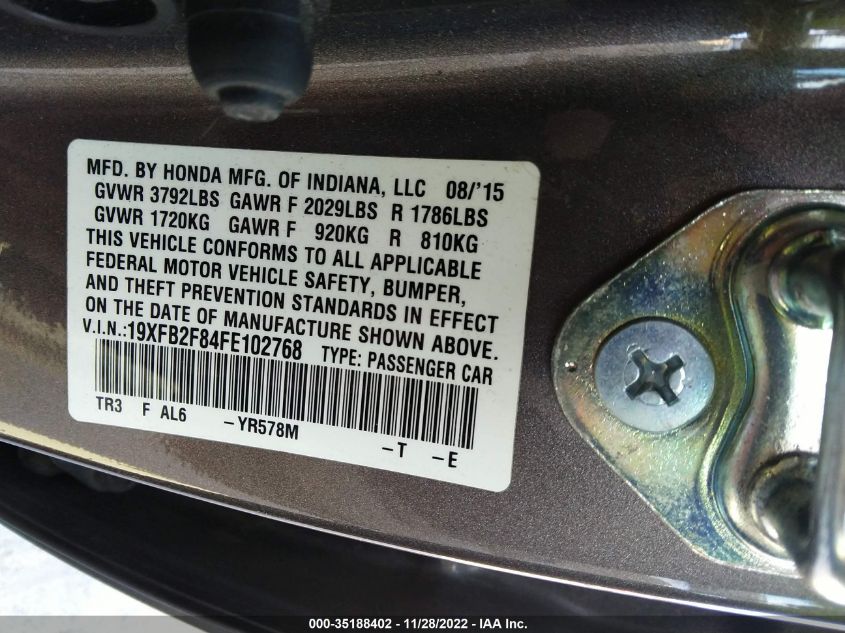 MFD. BY HONDA MFG. OF INDIANA, LLC 08/'15
GVWR 3792LBS GAWR F 2029LBS R 1786LBS
GVWR 1720KG GAWR F 920KG R 810KG
THIS VEHICLE CONFORMS TO ALL APPLICABLE
FEDERAL MOTOR VEHICLE SAFETY, BUMPER,
AND THEFT PREVENTION STANDARDS IN EFFECT
ON THE DATE OF MANUFACTURE SHOWN ABOVE.
V.I.N.:19XFB2F84FE102768 TYPE: PASSENGER CAR
TR3 F AL6 -YR578M -T -E
000-35188402 - 11/28/2022 - IAA Inc.